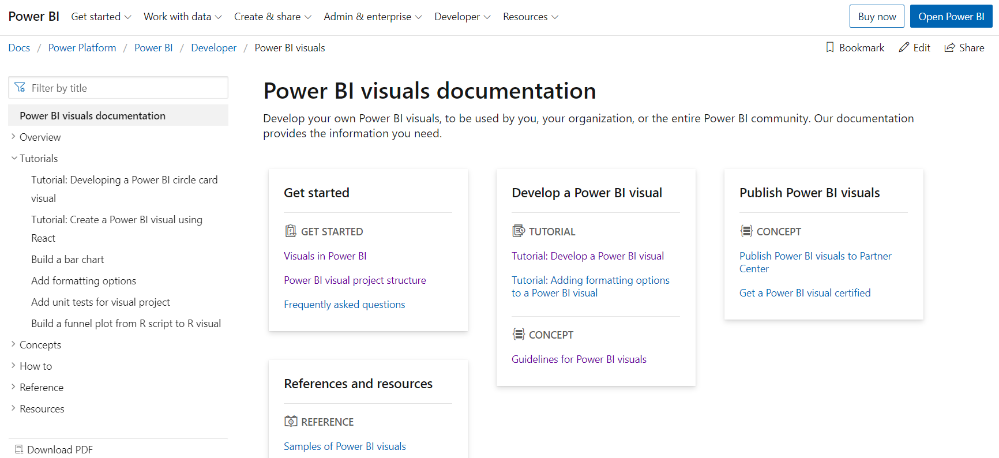 Power BI Get started Work with data Create & share Admin & enterprise Developer Resources Buy now Open Power BI
Docs / Power Platform / Power BI / Developer / Power BI visuals Bookmark Edit Share
Filter by title
Power BI visuals documentation
Overview
Tutorials
Tutorial: Developing a Power BI circle card
visual
Tutorial: Create a Power BI visual using
React
Build a bar chart
Add formatting options
Add unit tests for visual project
Build a funnel plot from R script to R visual
Concepts
How to
Reference
Resources
Download PDF
Power BI visuals documentation
Develop your own Power BI visuals, to be used by you, your organization, or the entire Power BI community. Our documentation
provides the information you need.
Get started
GET STARTED
Visuals in Power BI
Power BI visual project structure
Frequently asked questions
References and resources
REFERENCE
Samples of Power BI visuals
Develop a Power BI visual
TUTORIAL
Tutorial: Develop a Power BI visual
Tutorial: Adding formatting options
to a Power BI visual
CONCEPT
Guidelines for Power BI visuals
Publish Power BI visuals
CONCEPT
Publish Power BI visuals to Partner
Center
Get a Power BI visual certified